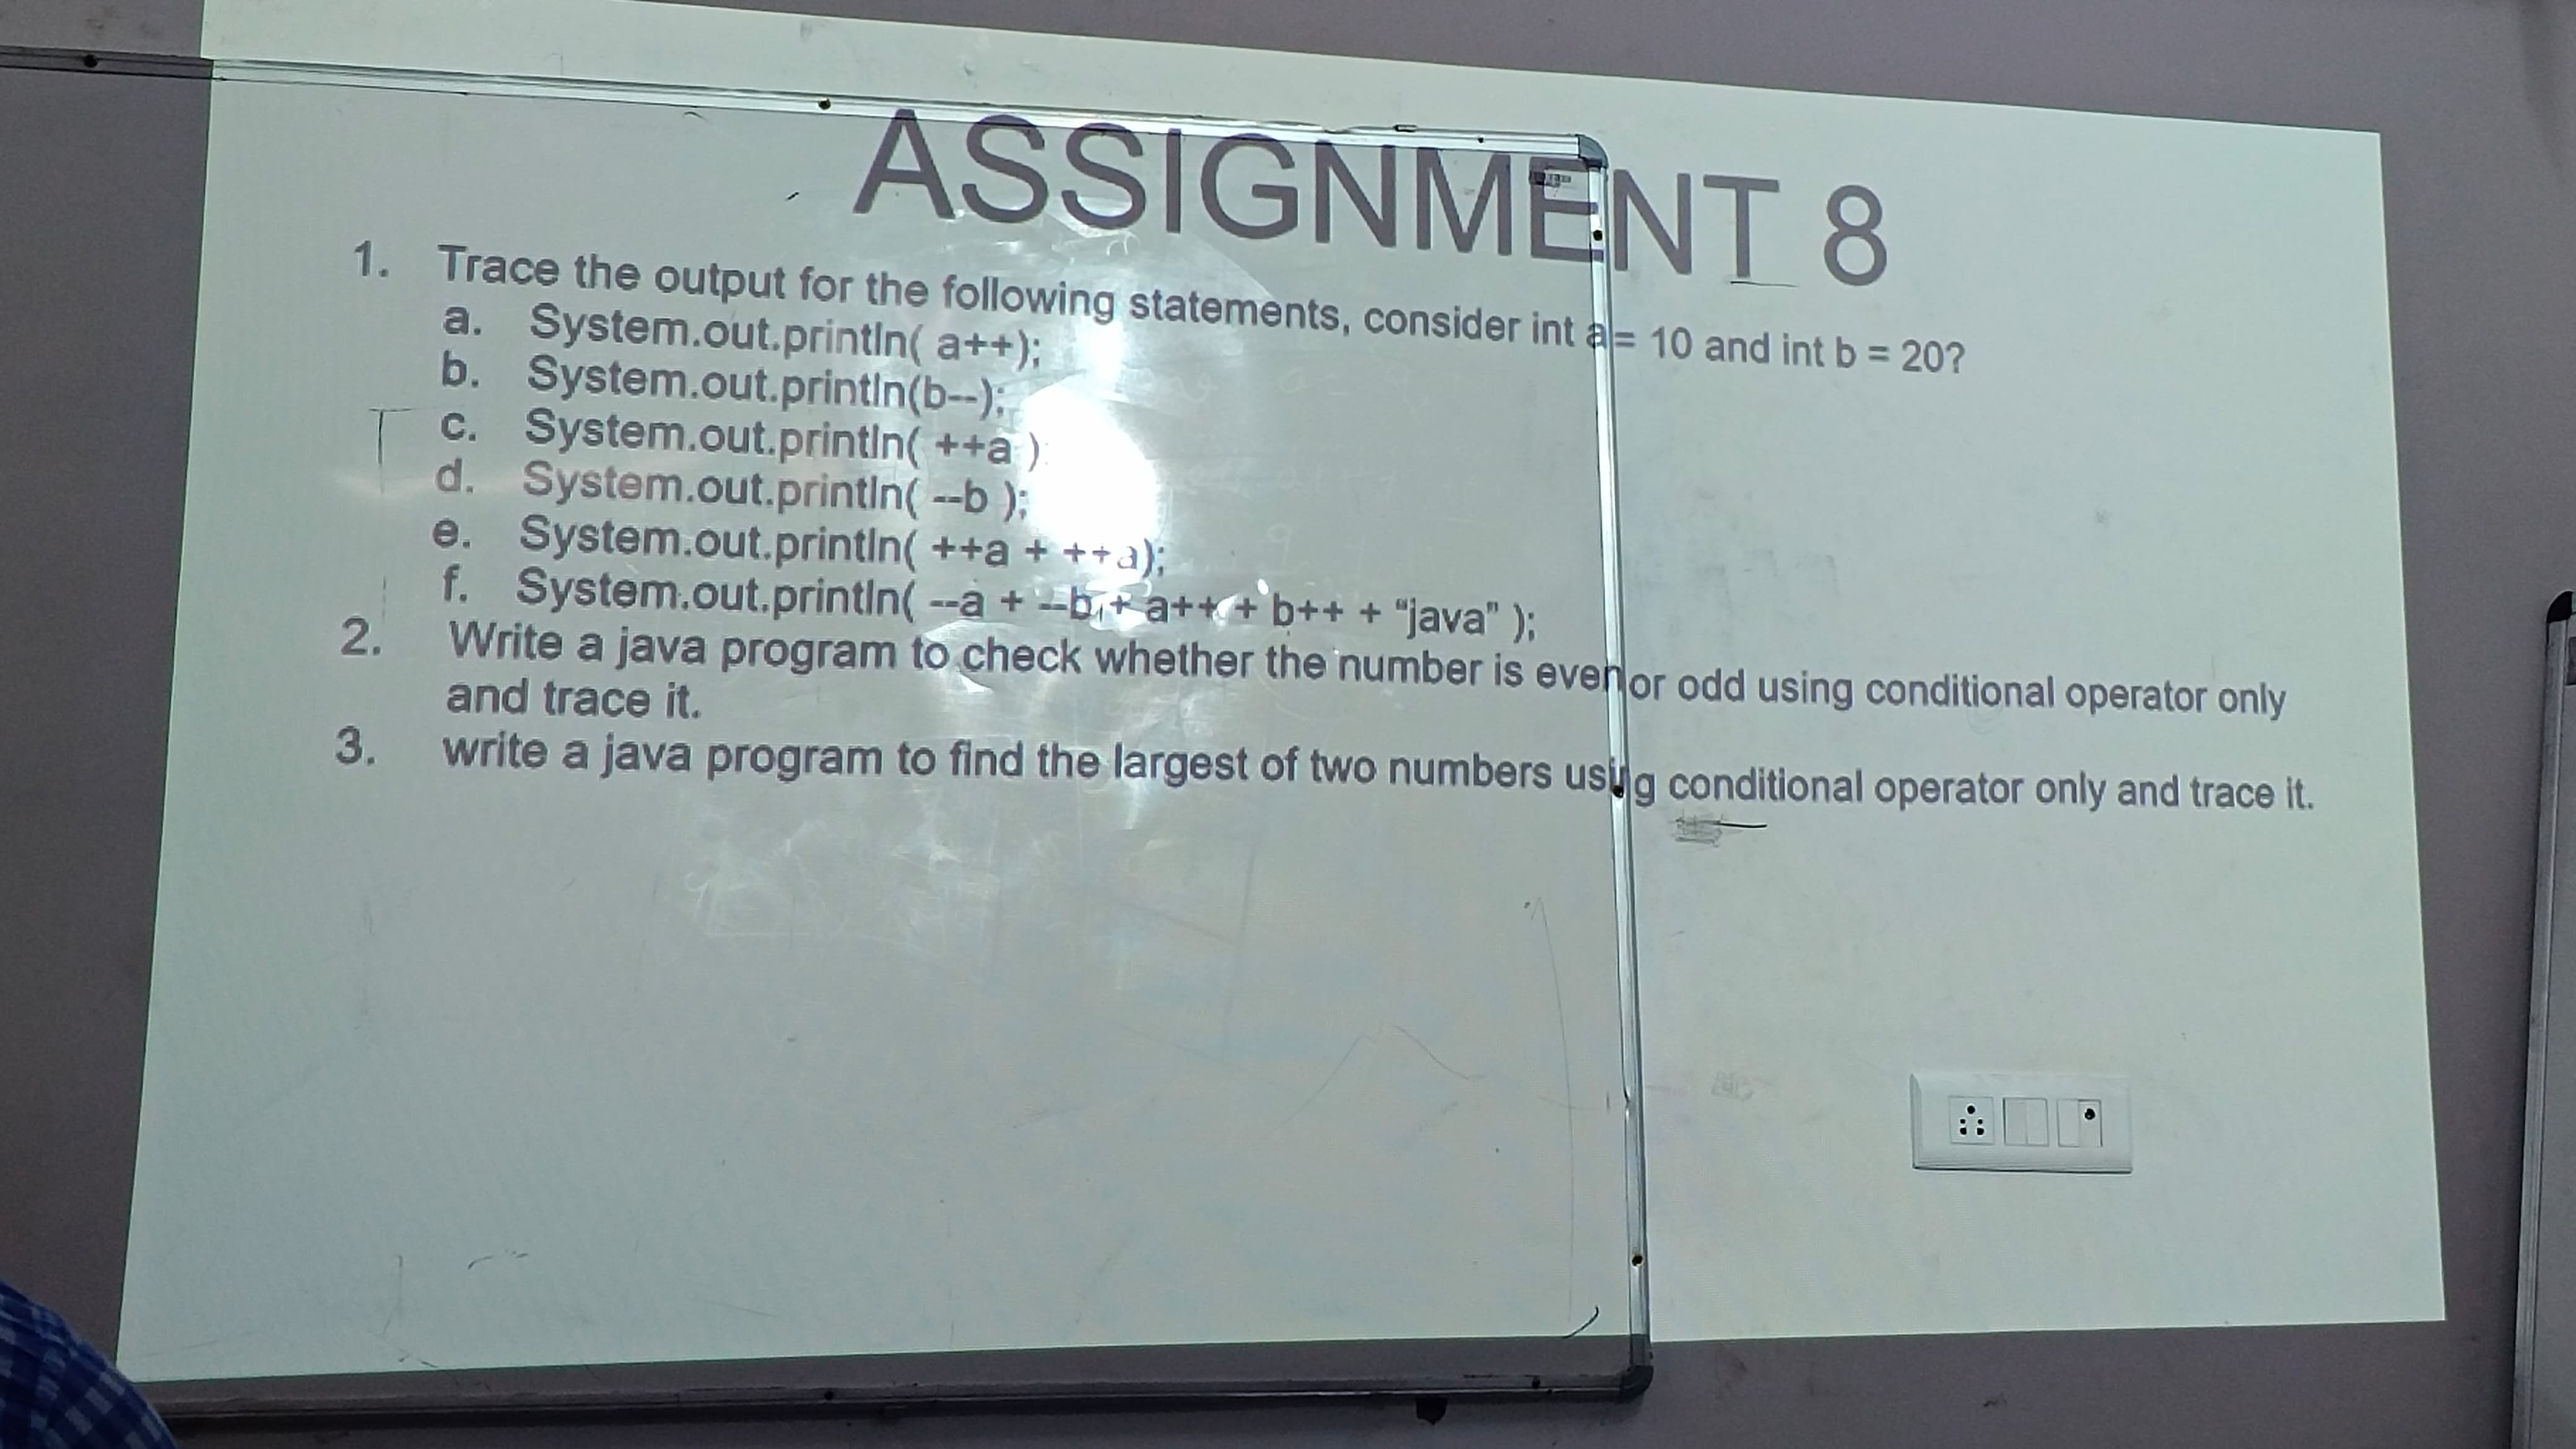 ASSIGNMENT 8
1. Trace the output for the following statements, consider int a= 10 and int b = 20?
a. System.out.println( a++);
b. System.out.println(b--);
c. System.out.println( ++a )
d. System.out.println( --b );
e. System.out.println( ++a + ++a);
f. System.out.println( --a + --b + a++ + b++ + “java” );
2. Write a java program to check whether the number is even or odd using conditional operator only
and trace it.
3. write a java program to find the largest of two numbers using conditional operator only and trace it.